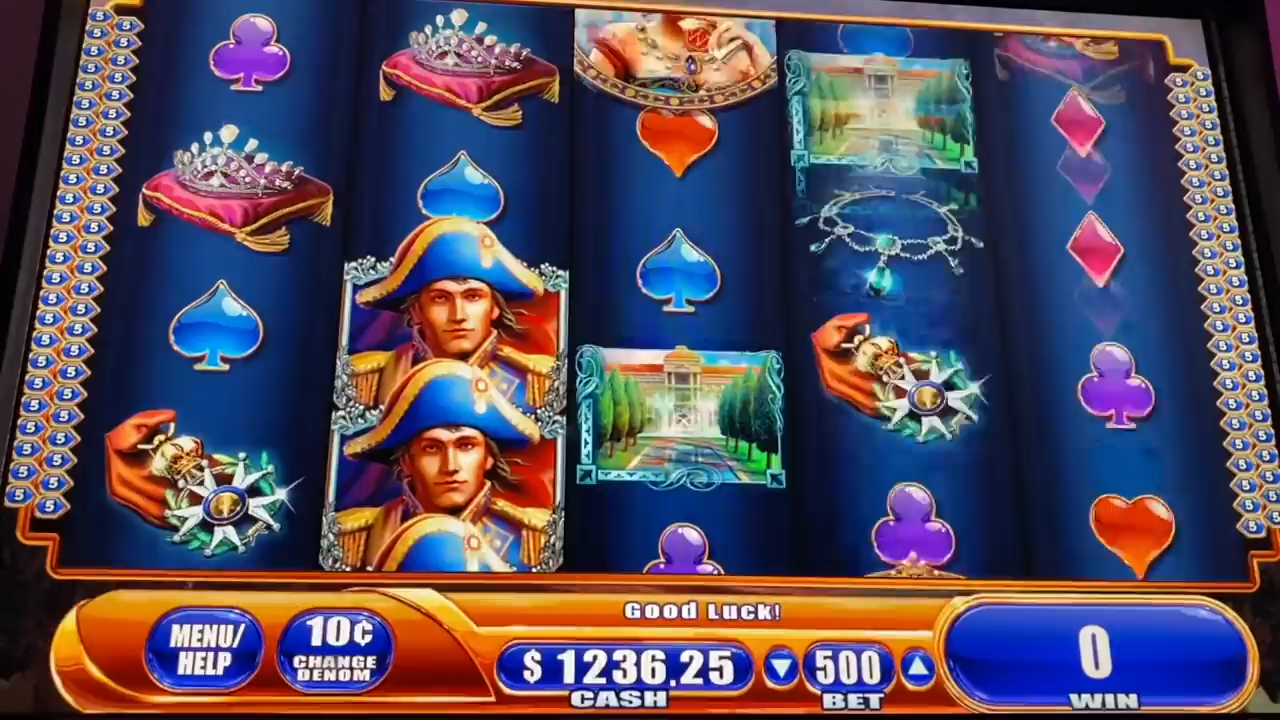 Good Luck!
MENU/
HELP
10¢
CHANGE
DENOM
$ 1236.25
CASH
500
BET
0
WIN